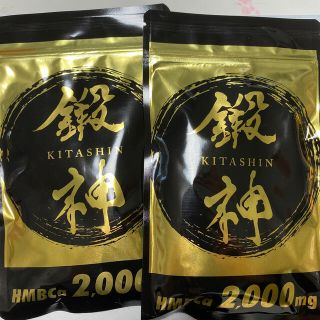 鍛
KITASHIN
神
HMBCa 2,000
鍛
KITASHIN
神
HMBCa 2,000mg